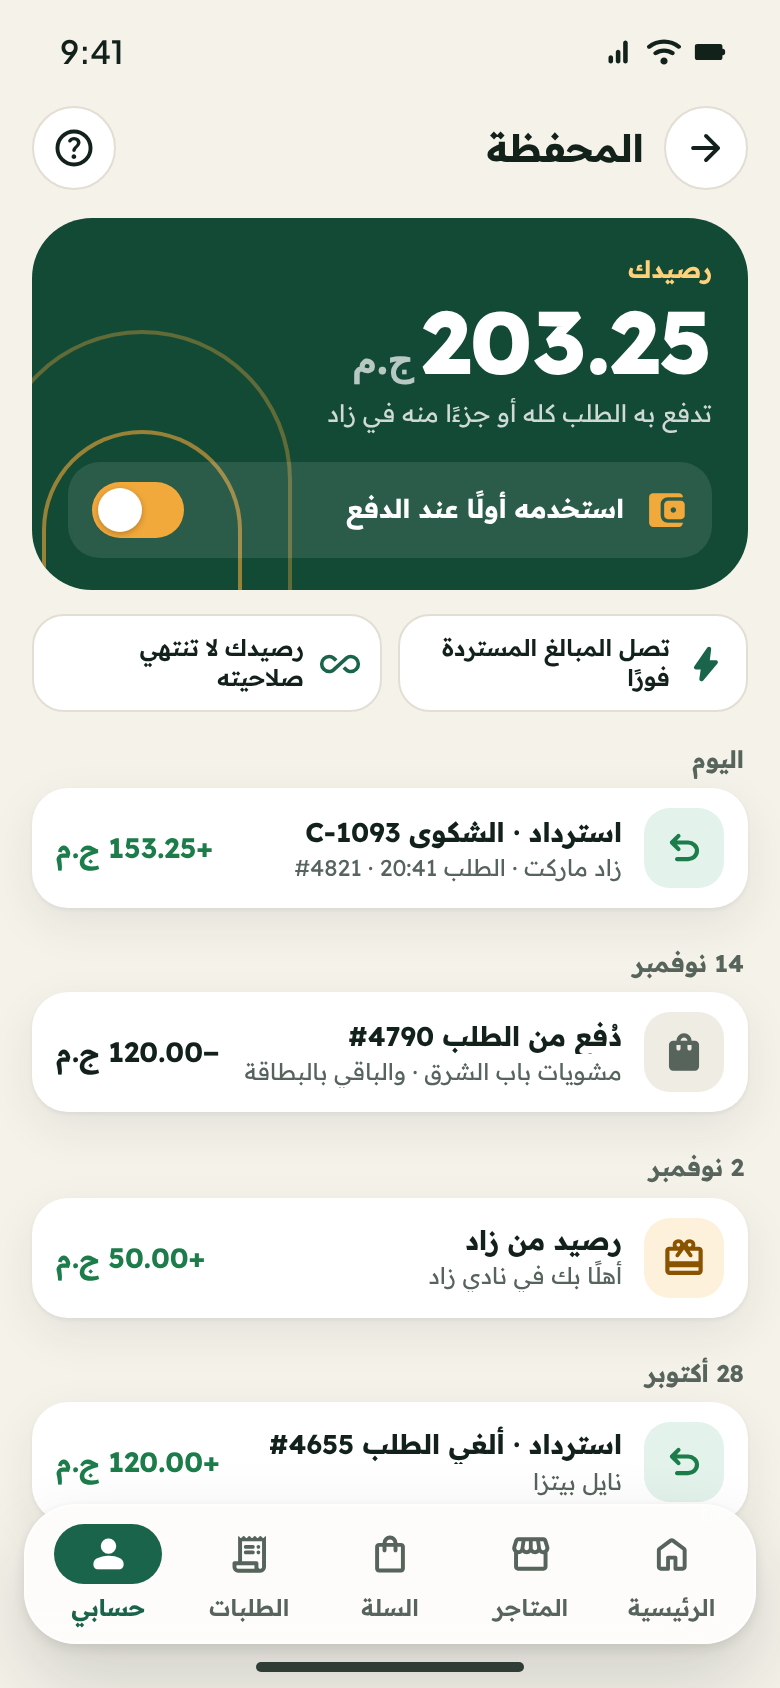 9:41
المحفظة
رصيدك
203.25 ج.م
تدفع به الطلب كله أو جزءًا منه في زاد
استخدمه أولًا عند الدفع
تصل المبالغ المستردة
فورًا
رصيدك لا تنتهي
صلاحيته
اليوم
استرداد · الشكوى C-1093
+153.25 ج.م
زاد ماركت · الطلب 20:41 · #4821
14 نوفمبر
دُفع من الطلب #4790
−120.00 ج.م
مشويات باب الشرق · والباقي بالبطاقة
2 نوفمبر
رصيد من زاد
+50.00 ج.م
أهلًا بك في نادي زاد
28 أكتوبر
استرداد · ألغي الطلب #4655
+120.00 ج.م
نايل بيتزا
الرئيسية
المتاجر
السلة
الطلبات
حسابي